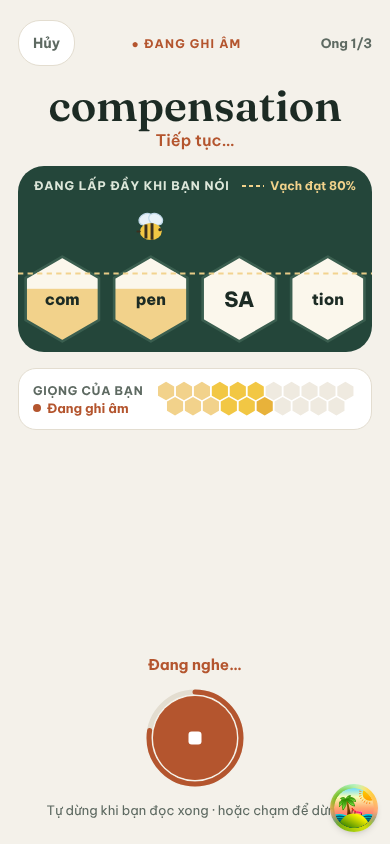 Hủy
ĐANG GHI ÂM
Ong 1/3
compensation
Tiếp tục...
ĐANG LẤP ĐẦY KHI BẠN NÓI
Vạch đạt 80%
com
pen
SA
tion
GIỌNG CỦA BẠN
Đang ghi âm
Đang nghe...
Tự dừng khi bạn đọc xong · hoặc chạm để